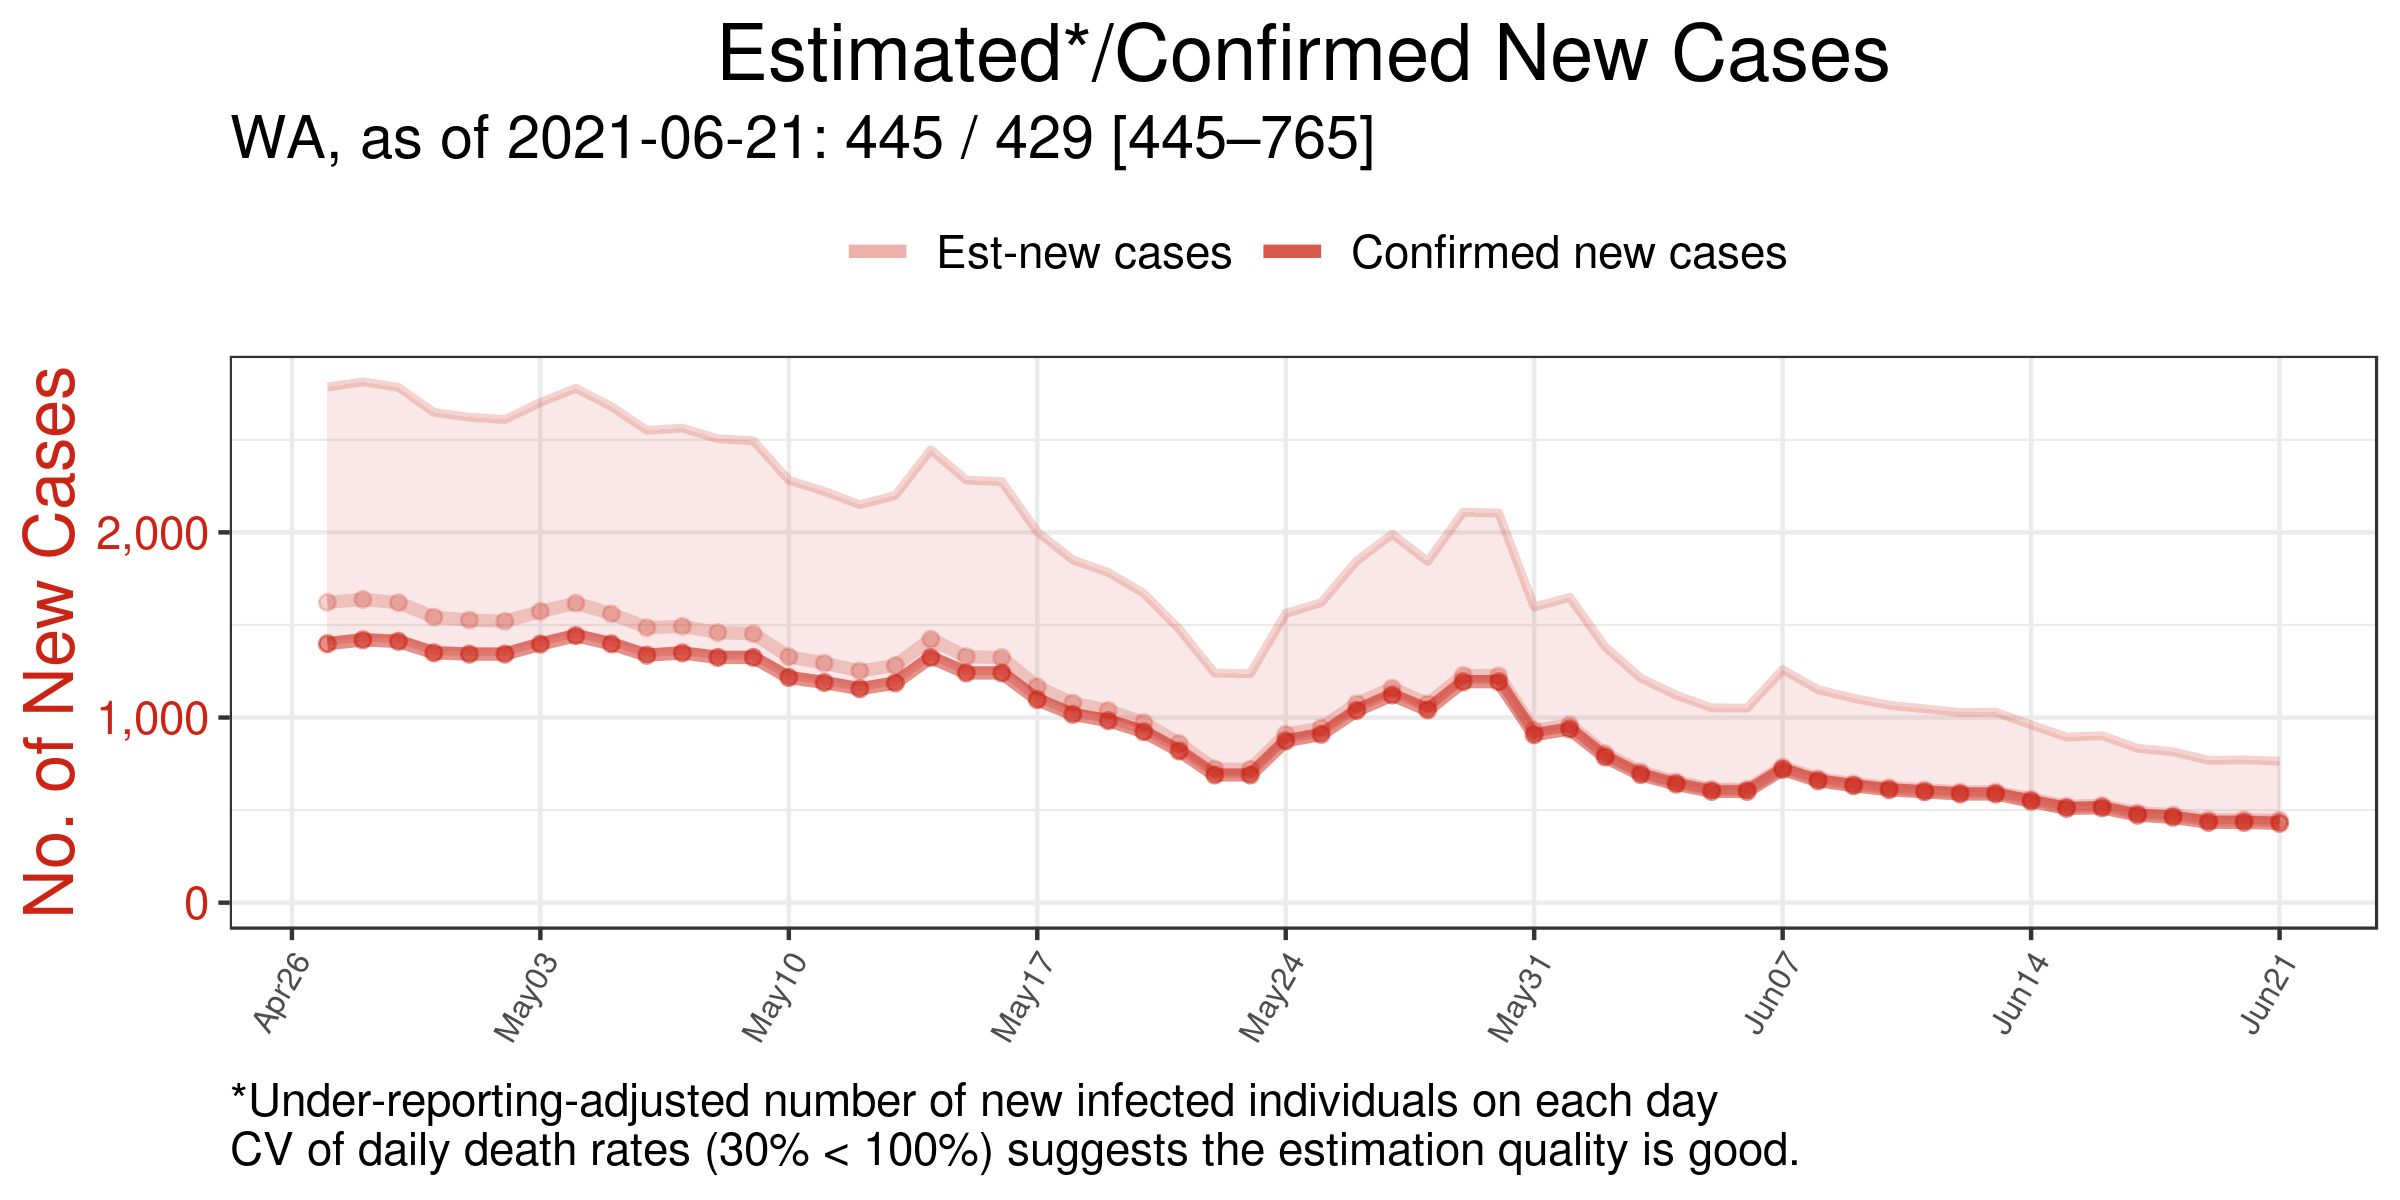 Estimated*/Confirmed New Cases
WA, as of 2021-06-21: 445 / 429 [445–765]
Est-new cases
Confirmed new cases
No. of New Cases
2,000
1,000
0
Apr26
May03
May10
May17
May24
May31
Jun07
Jun14
Jun21
*Under-reporting-adjusted number of new infected individuals on each day
CV of daily death rates (30% < 100%) suggests the estimation quality is good.